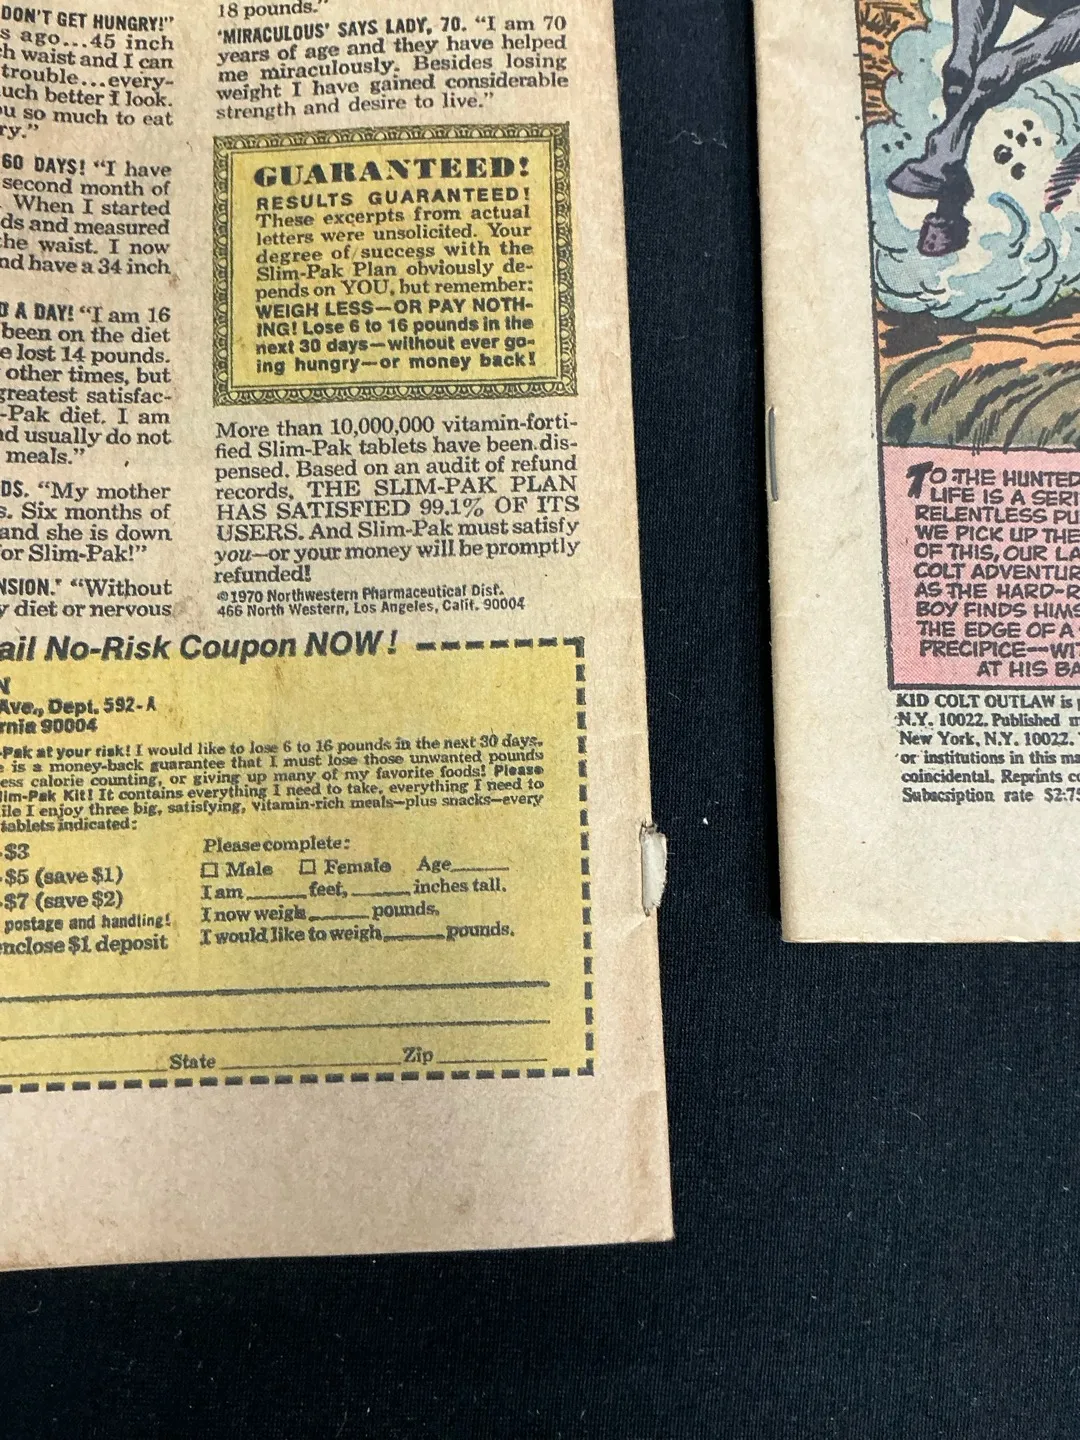 DON'T GET HUNGRY!"
s ago...45 inch
h waist and I can
trouble...every-
uch better I look.
u so much to eat
ry."
60 DAYS! "I have
second month of
. When I started
ds and measured
he waist. I now
nd have a 34 inch
D A DAY! "I am 16
been on the diet
e lost 14 pounds.
other times, but
greatest satisfac-
-Pak diet. I am
nd usually do not
meals."
DS. "My mother
s. Six months of
and she is down
or Slim-Pak!"
NSION.' "Without
y diet or nervous
18 pounds."
'MIRACULOUS' SAYS LADY, 70. "I am 70
years of age and they have helped
me miraculously. Besides losing
weight I have gained considerable
strength and desire to live."
GUARANTEED!
RESULTS GUARANTEED!
These excerpts from actual
letters were unsolicited. Your
degree of success with the
Slim-Pak Plan obviously de-
pends on YOU, but remember:
WEIGH LESS—OR PAY NOTH-
ING! Lose 6 to 16 pounds in the
next 30 days—without ever go-
ing hungry—or money back!
More than 10,000,000 vitamin-forti-
fied Slim-Pak tablets have been dis-
pensed. Based on an audit of refund
records, THE SLIM-PAK PLAN
HAS SATISFIED 99.1% OF ITS
USERS. And Slim-Pak must satisfy
you—or your money will be promptly
refunded!
©1970 Northwestern Pharmaceutical Dist.
466 North Western, Los Angeles, Calif. 90004
ail No-Risk Coupon NOW!
N
Ave., Dept. 592-A
rnia 90004
-Pak at your risk! I would like to lose 6 to 16 pounds in the next 30 days.
e is a money-back guarantee that I must lose those unwanted pounds
ess calorie counting, or giving up many of my favorite foods! Please
lim-Pak Kit! It contains everything I need to take, everything I need to
ile I enjoy three big, satisfying, vitamin-rich meals—plus snacks—every
tablets indicated:
-$3
-$5 (save $1)
-$7 (save $2)
postage and handling!
nclose $1 deposit
Please complete:
Male Female Age
I am feet, inches tall.
I now weigh pounds.
I would like to weigh pounds.
State Zip
TO THE HUNTED
LIFE IS A SERI
RELENTLESS PU
WE PICK UP THE
OF THIS, OUR LA
COLT ADVENTUR
AS THE HARD-R
BOY FINDS HIMS
THE EDGE OF A
PRECIPICE--WIT
AT HIS BA
KID COLT OUTLAW is p
N.Y. 10022. Published m
New York, N.Y. 10022.
or institutions in this ma
coincidental. Reprints co
Subscription rate $2.75